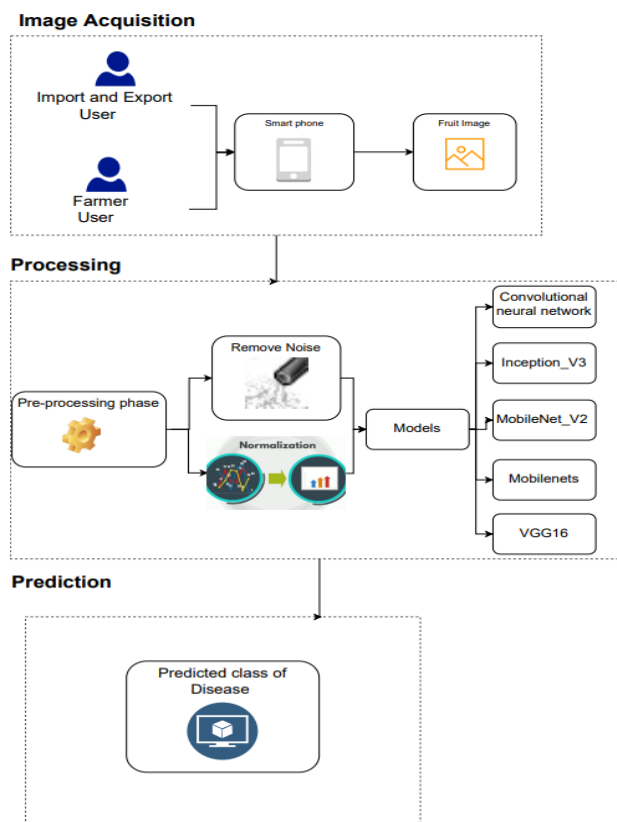 Image Acquisition
Import and Export
User
Farmer
User
Smart phone
Fruit Image
Processing
Pre-processing phase
Remove Noise
Normalization
Models
Convolutional
neural network
Inception_V3
MobileNet_V2
Mobilenets
VGG16
Prediction
Predicted class of
Disease